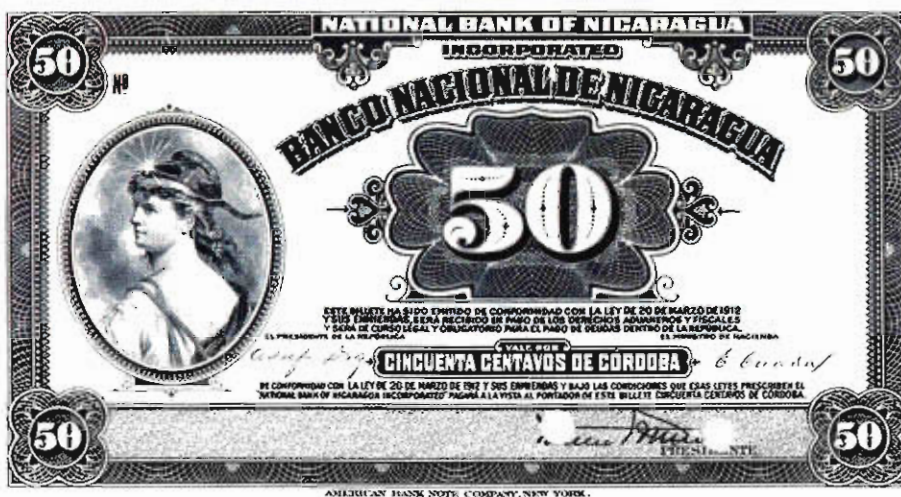 NATIONAL BANK OF NICARAGUA
INCORPORATED
50
50
Nº
BANCO NACIONAL DE NICARAGUA
50
ESTE BILLETE HA SIDO EMITIDO DE CONFORMIDAD CON LA LEY DE 20 DE MARZO DE 1912
Y SUS ENMIENDAS, SERÁ RECIBIDO EN PAGO DE LOS DERECHOS ADUANEROS Y FISCALES
Y SERÁ DE CURSO LEGAL Y OBLIGATORIO PARA EL PAGO DE DEUDAS DENTRO DE LA REPÚBLICA.
EL PRESIDENTE DE LA REPÚBLICA
EL MINISTRO DE HACIENDA
VALE POR
CINCUENTA CENTAVOS DE CÓRDOBA
DE CONFORMIDAD CON LA LEY DE 20 DE MARZO DE 1912 Y SUS ENMIENDAS Y BAJO LAS CONDICIONES QUE ESAS LEYES PRESCRIBEN EL
"NATIONAL BANK OF NICARAGUA INCORPORATED" PAGARÁ A LA VISTA AL PORTADOR DE ESTE BILLETE CINCUENTA CENTAVOS DE CÓRDOBA.
50
50
PRESIDENTE
AMERICAN BANK NOTE COMPANY, NEW YORK.